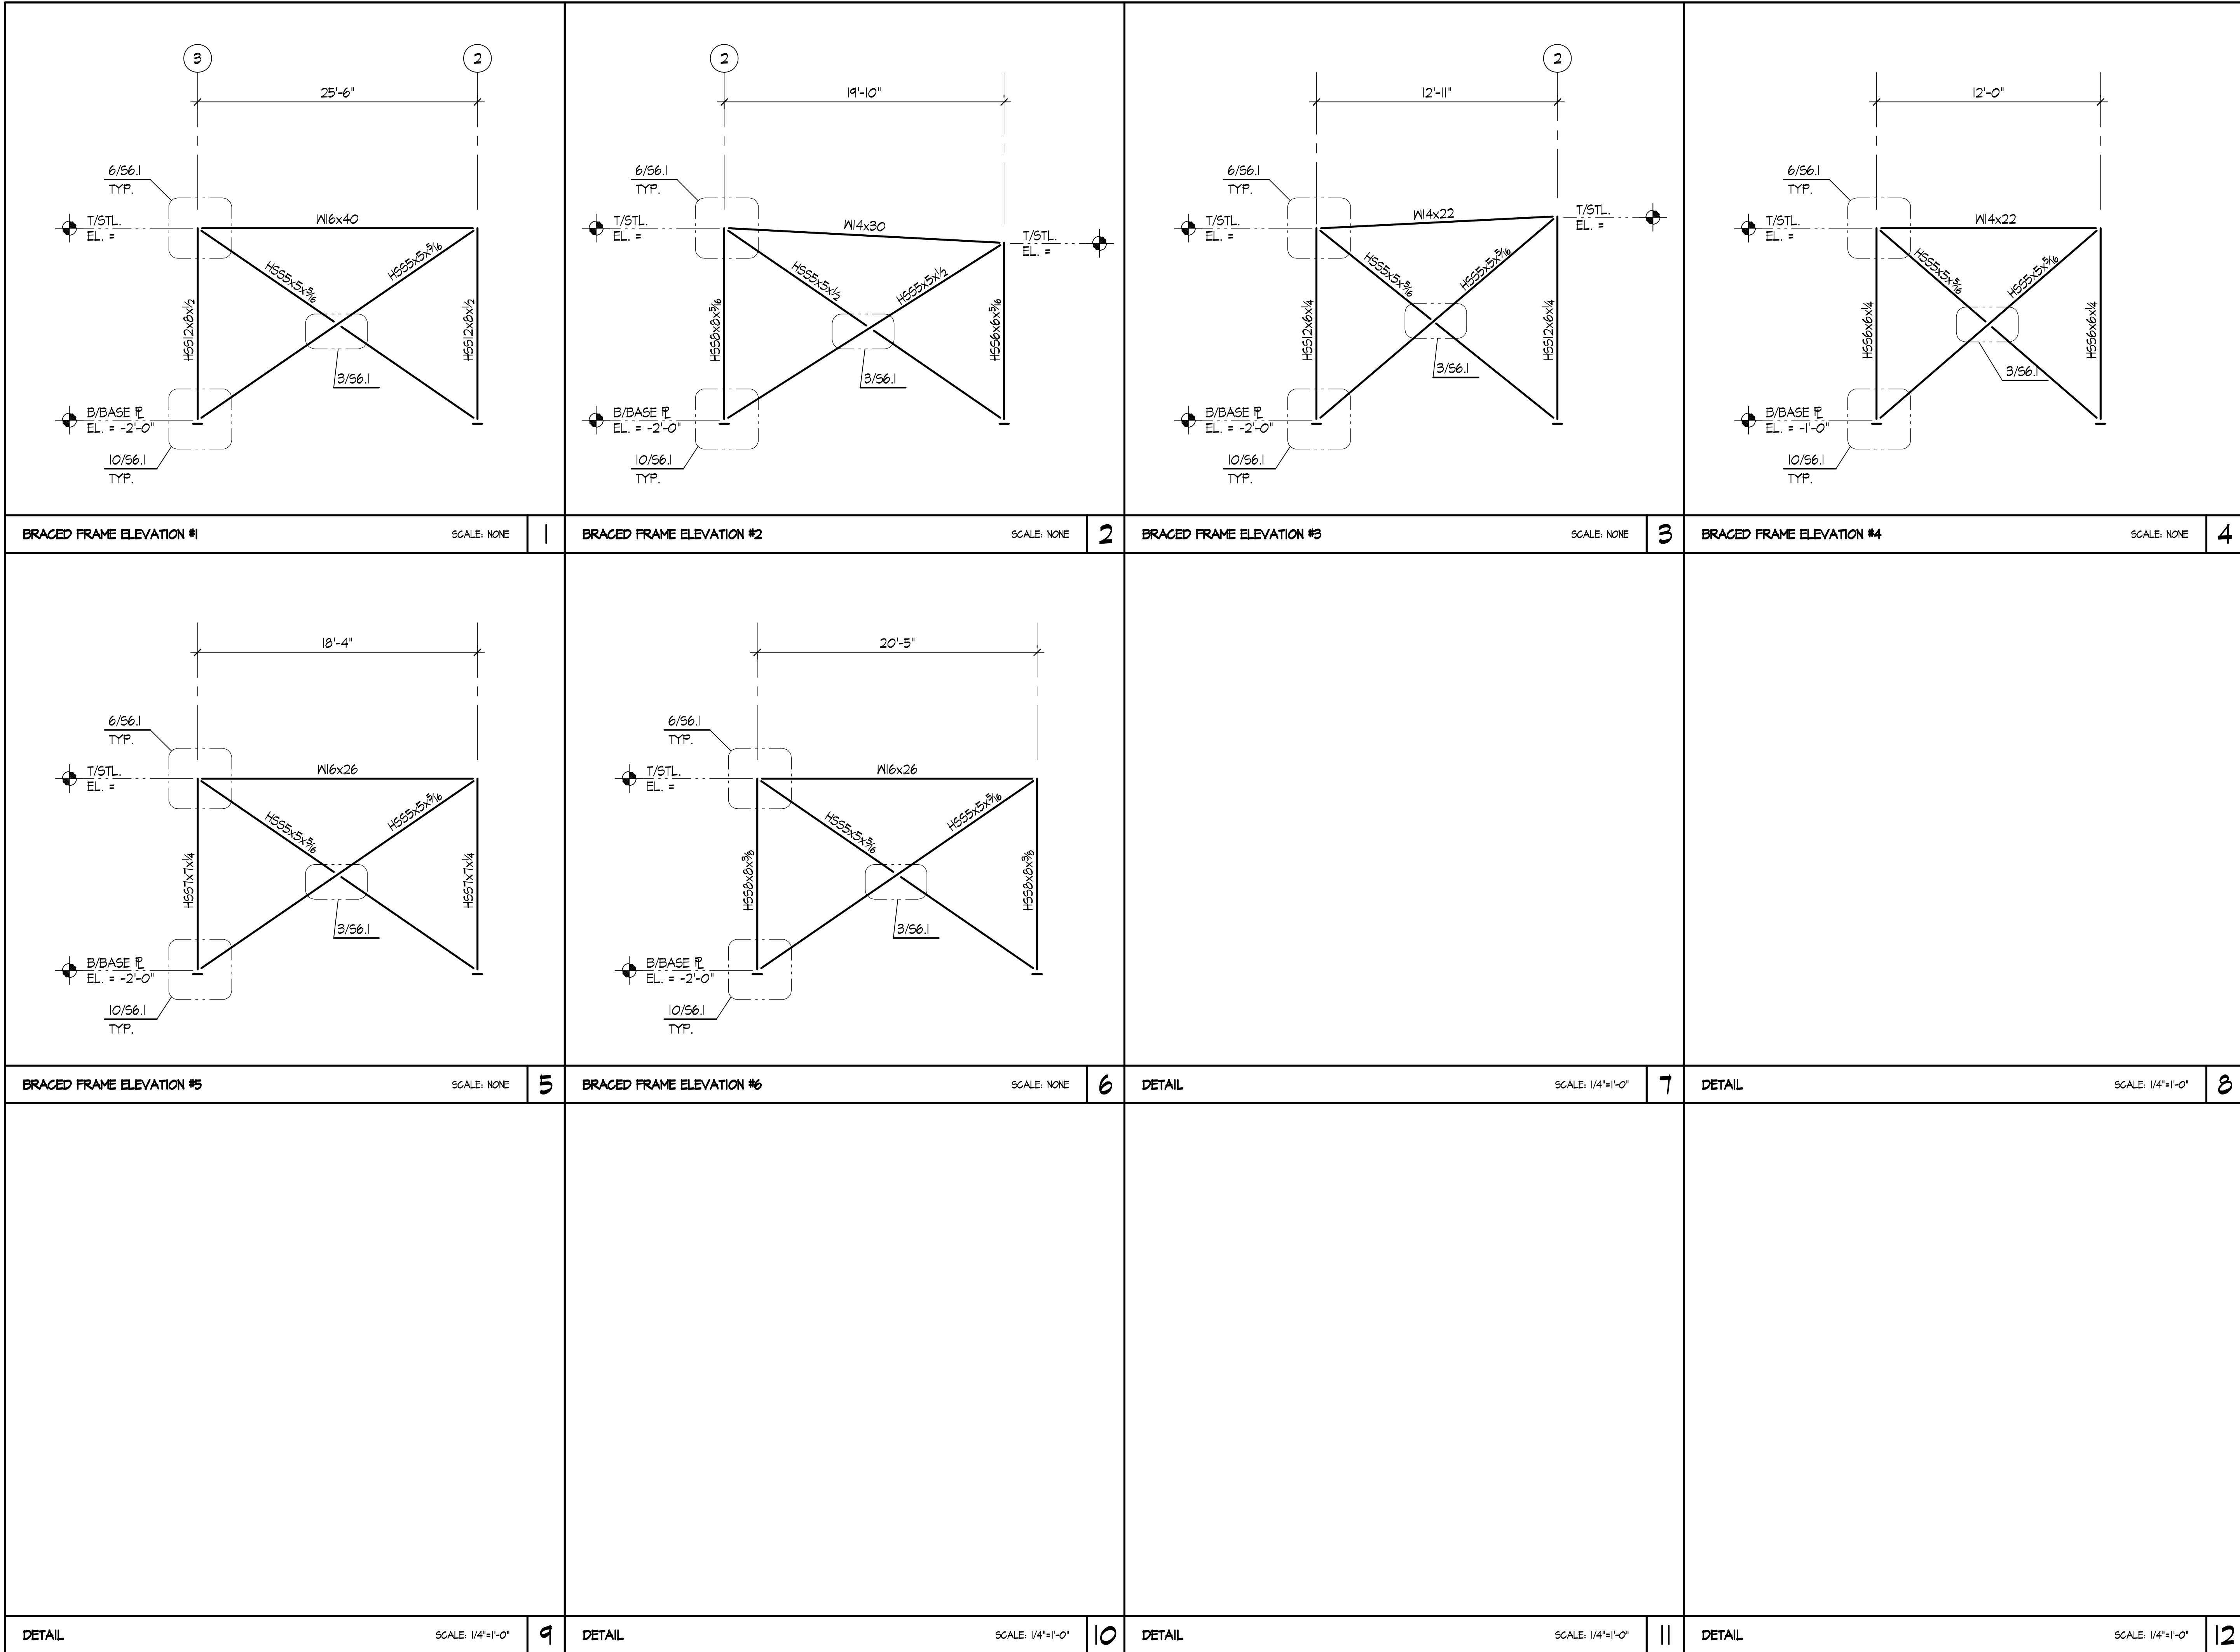 3
2
25'-6"
6/S6.1
TYP.
T/STL.
EL. =
W16x40
HSS5x5x5/16
HSS5x5x5/16
HSS12x8x1/2
HSS12x8x1/2
3/S6.1
B/BASE PL
EL. = -2'-0"
10/S6.1
TYP.
BRACED FRAME ELEVATION #1
SCALE: NONE
1
2
19'-10"
6/S6.1
TYP.
T/STL.
EL. =
W14x30
T/STL.
EL. =
HSS5x5x1/2
HSS5x5x1/2
HSS8x8x5/16
HSS6x6x5/16
3/S6.1
B/BASE PL
EL. = -2'-0"
10/S6.1
TYP.
BRACED FRAME ELEVATION #2
SCALE: NONE
2
2
12'-11"
6/S6.1
TYP.
T/STL.
EL. =
W14x22
T/STL.
EL. =
HSS5x5x5/16
HSS5x5x5/16
HSS12x6x1/4
HSS12x6x1/4
3/S6.1
B/BASE PL
EL. = -2'-0"
10/S6.1
TYP.
BRACED FRAME ELEVATION #3
SCALE: NONE
3
12'-0"
6/S6.1
TYP.
T/STL.
EL. =
W14x22
HSS5x5x5/16
HSS5x5x5/16
HSS6x6x1/4
HSS6x6x1/4
3/S6.1
B/BASE PL
EL. = -1'-0"
10/S6.1
TYP.
BRACED FRAME ELEVATION #4
SCALE: NONE
4
18'-4"
6/S6.1
TYP.
T/STL.
EL. =
W16x26
HSS5x5x5/16
HSS5x5x5/16
HSS7x7x1/4
HSS7x7x1/4
3/S6.1
B/BASE PL
EL. = -2'-0"
10/S6.1
TYP.
BRACED FRAME ELEVATION #5
SCALE: NONE
5
20'-5"
6/S6.1
TYP.
T/STL.
EL. =
W16x26
HSS5x5x5/16
HSS5x5x5/16
HSS8x8x3/8
HSS8x8x3/8
3/S6.1
B/BASE PL
EL. = -2'-0"
10/S6.1
TYP.
BRACED FRAME ELEVATION #6
SCALE: NONE
6
DETAIL
SCALE: 1/4"=1'-0"
7
DETAIL
SCALE: 1/4"=1'-0"
8
DETAIL
SCALE: 1/4"=1'-0"
9
DETAIL
SCALE: 1/4"=1'-0"
10
DETAIL
SCALE: 1/4"=1'-0"
11
DETAIL
SCALE: 1/4"=1'-0"
12